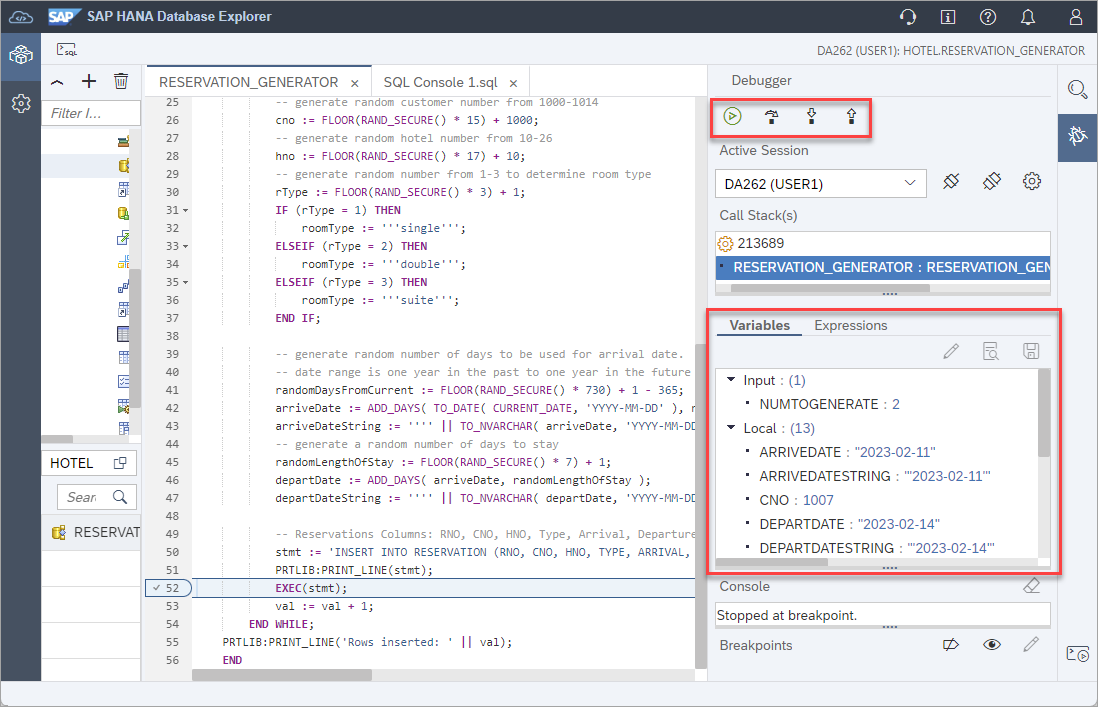 SAP SAP HANA Database Explorer
SQL
DA262 (USER1): HOTEL.RESERVATION_GENERATOR
Filter I...
HOTEL
Sear
RESERVAT
RESERVATION_GENERATOR × SQL Console 1.sql ×
25 -- generate random customer number from 1000-1014
26 cno := FLOOR(RAND_SECURE() * 15) + 1000;
27 -- generate random hotel number from 10-26
28 hno := FLOOR(RAND_SECURE() * 17) + 10;
29 -- generate random number from 1-3 to determine room type
30 rType := FLOOR(RAND_SECURE() * 3) + 1;
31 IF (rType = 1) THEN
32 roomType := '''single''';
33 ELSEIF (rType = 2) THEN
34 roomType := '''double''';
35 ELSEIF (rType = 3) THEN
36 roomType := '''suite''';
37 END IF;
38
39 -- generate random number of days to be used for arrival date.
40 -- date range is one year in the past to one year in the future
41 randomDaysFromCurrent := FLOOR(RAND_SECURE() * 730) + 1 - 365;
42 arriveDate := ADD_DAYS( TO_DATE( CURRENT_DATE, 'YYYY-MM-DD' ), r
43 arriveDateString := '''' || TO_NVARCHAR( arriveDate, 'YYYY-MM-DD
44 -- generate a random number of days to stay
45 randomLengthOfStay := FLOOR(RAND_SECURE() * 7) + 1;
46 departDate := ADD_DAYS( arriveDate, randomLengthOfStay );
47 departDateString := '''' || TO_NVARCHAR( departDate, 'YYYY-MM-DD
48
49 -- Reservations Columns: RNO, CNO, HNO, Type, Arrival, Departure
50 stmt := 'INSERT INTO RESERVATION (RNO, CNO, HNO, TYPE, ARRIVAL,
51 PRTLIB:PRINT_LINE(stmt);
52 EXEC(stmt);
53 val := val + 1;
54 END WHILE;
55 PRTLIB:PRINT_LINE('Rows inserted: ' || val);
56 END
Debugger
Active Session
DA262 (USER1)
Call Stack(s)
213689
RESERVATION_GENERATOR : RESERVATION_GEN
Variables Expressions
Input : (1)
NUMTOGENERATE : 2
Local : (13)
ARRIVEDATE : "2023-02-11"
ARRIVEDATESTRING : "'2023-02-11'"
CNO : 1007
DEPARTDATE : "2023-02-14"
DEPARTDATESTRING : "'2023-02-14'"
Console
Stopped at breakpoint.
Breakpoints